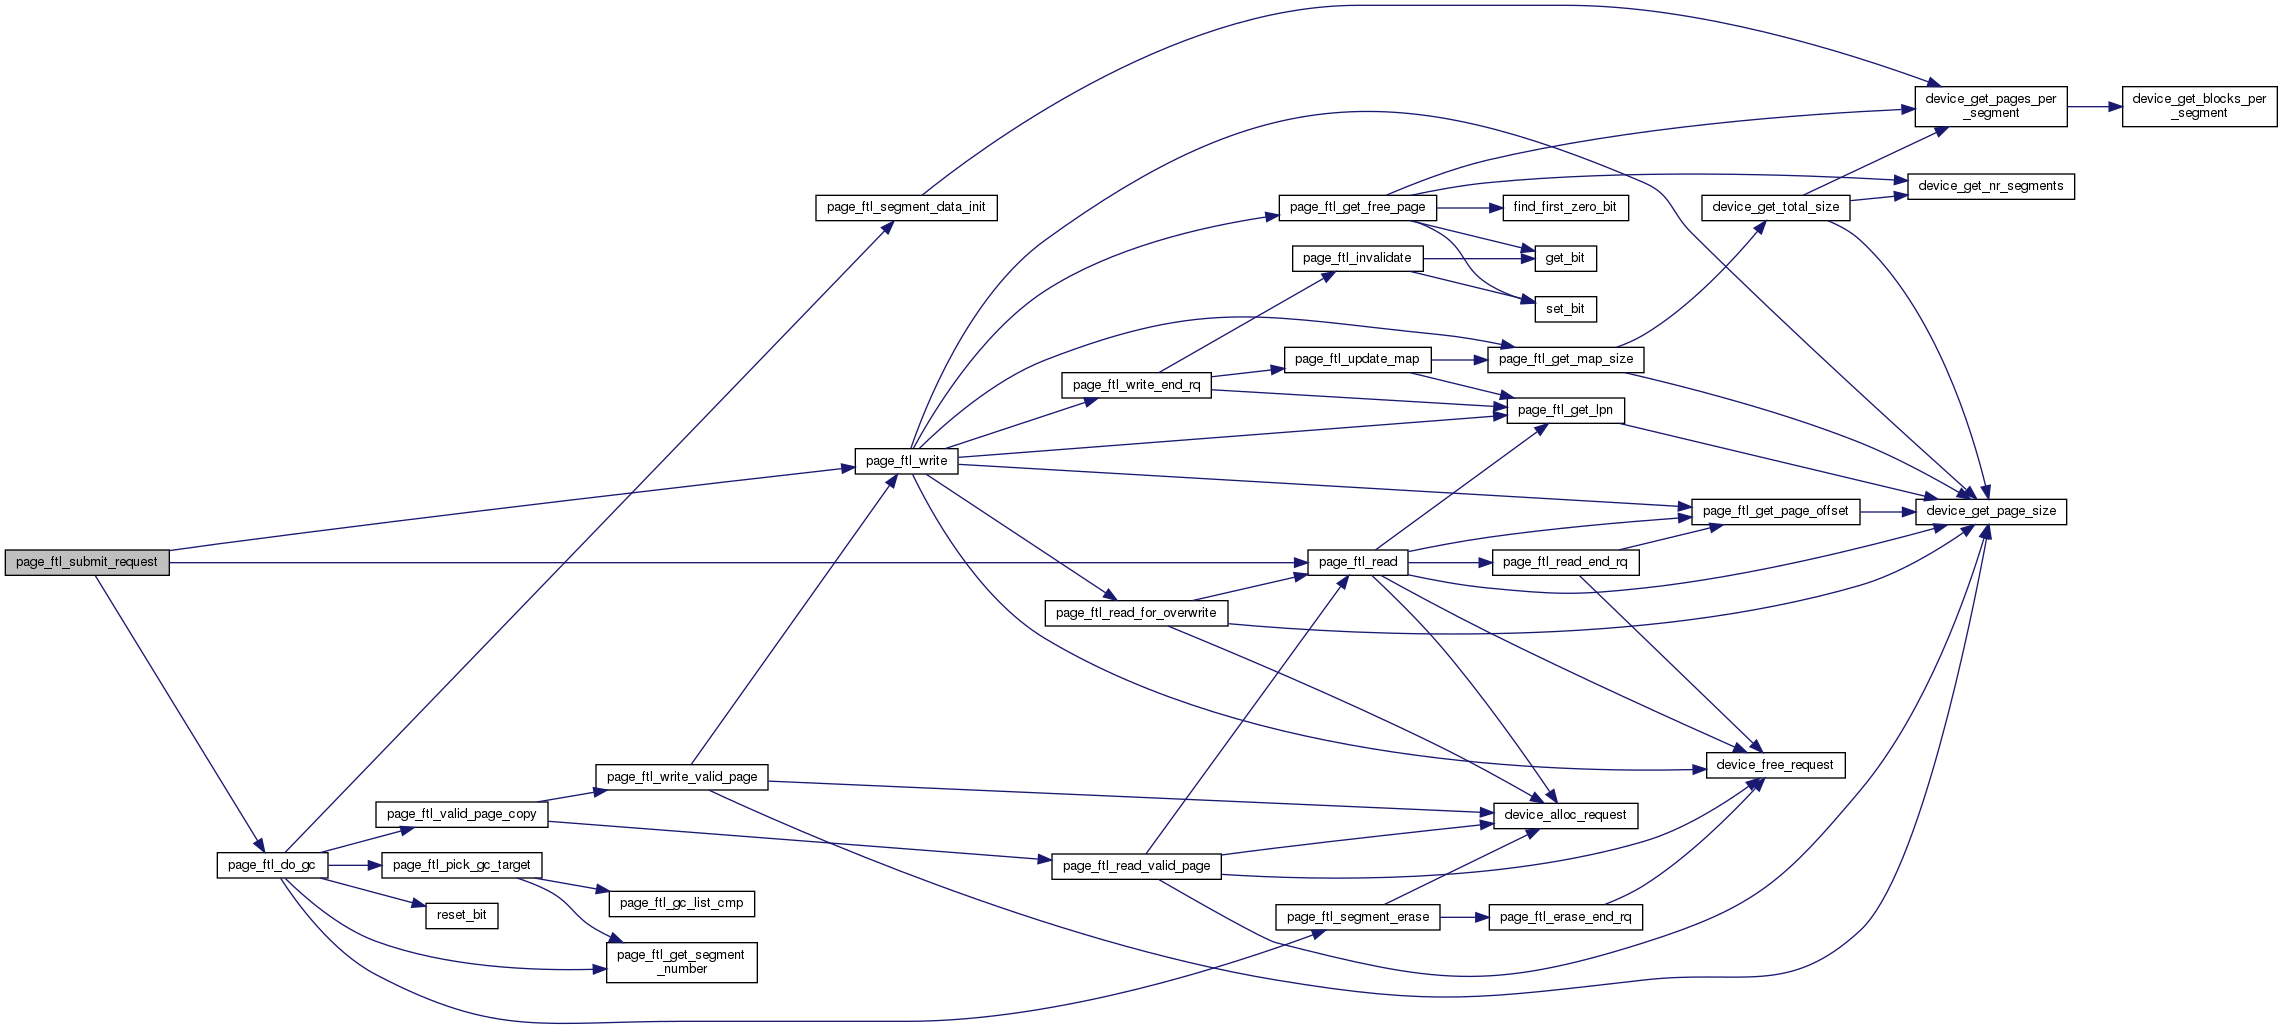 device_get_pages_per
_segment
device_get_blocks_per
_segment
device_get_nr_segments
page_ftl_segment_data_init
page_ftl_get_free_page
find_first_zero_bit
device_get_total_size
page_ftl_invalidate
get_bit
set_bit
page_ftl_update_map
page_ftl_get_map_size
page_ftl_write_end_rq
page_ftl_get_lpn
page_ftl_write
page_ftl_get_page_offset
device_get_page_size
page_ftl_submit_request
page_ftl_read
page_ftl_read_end_rq
page_ftl_read_for_overwrite
device_free_request
page_ftl_write_valid_page
page_ftl_valid_page_copy
device_alloc_request
page_ftl_do_gc
page_ftl_pick_gc_target
page_ftl_read_valid_page
page_ftl_gc_list_cmp
reset_bit
page_ftl_segment_erase
page_ftl_erase_end_rq
page_ftl_get_segment
_number